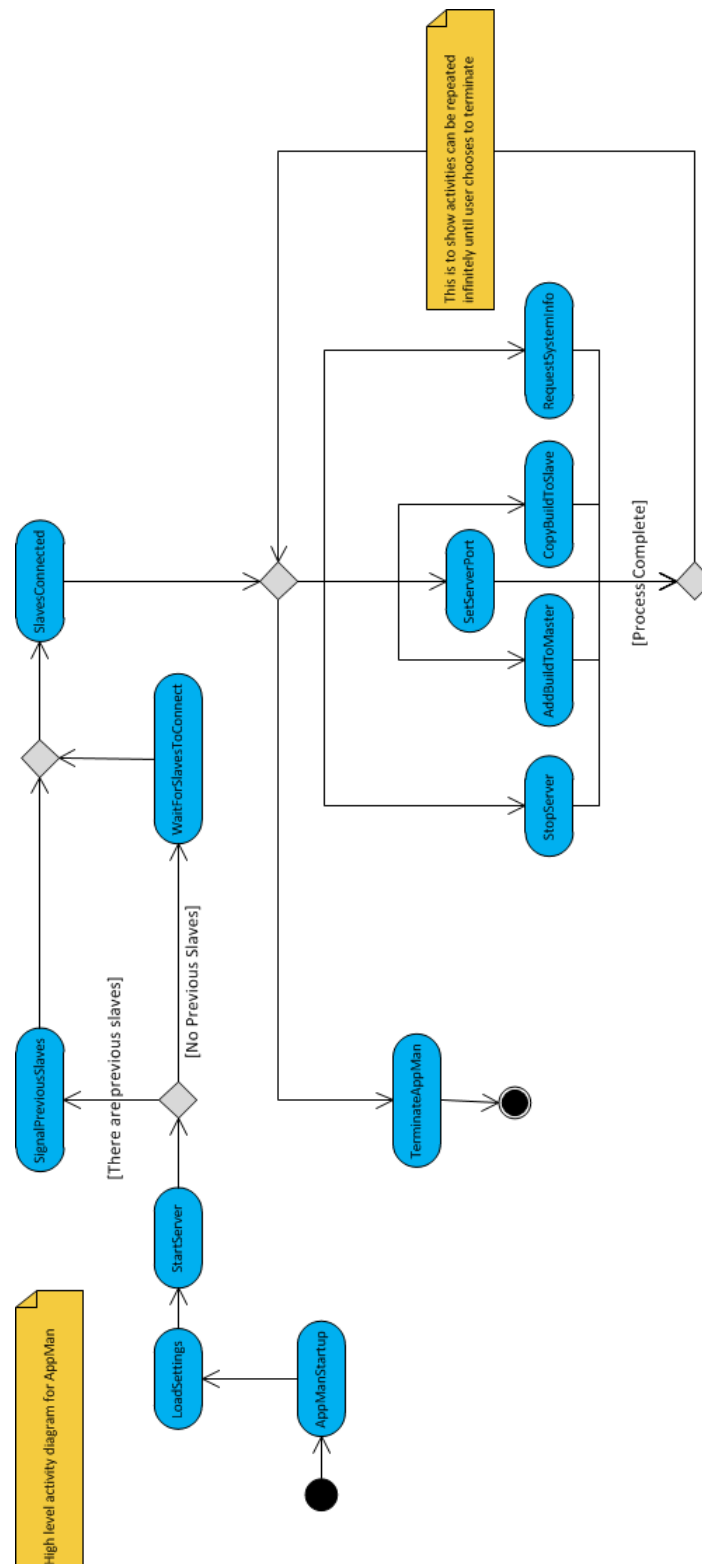 High level activity diagram for AppMan
AppManStartup
LoadSettings
StartServer
[There are previous slaves]
[No Previous Slaves]
SignalPreviousSlaves
WaitForSlavesToConnect
SlavesConnected
TerminateAppMan
StopServer
AddBuildToMaster
SetServerPort
CopyBuildToSlave
RequestSystemInfo
[Process Complete]
This is to show activities can be repeated
infinitely until user chooses to terminate